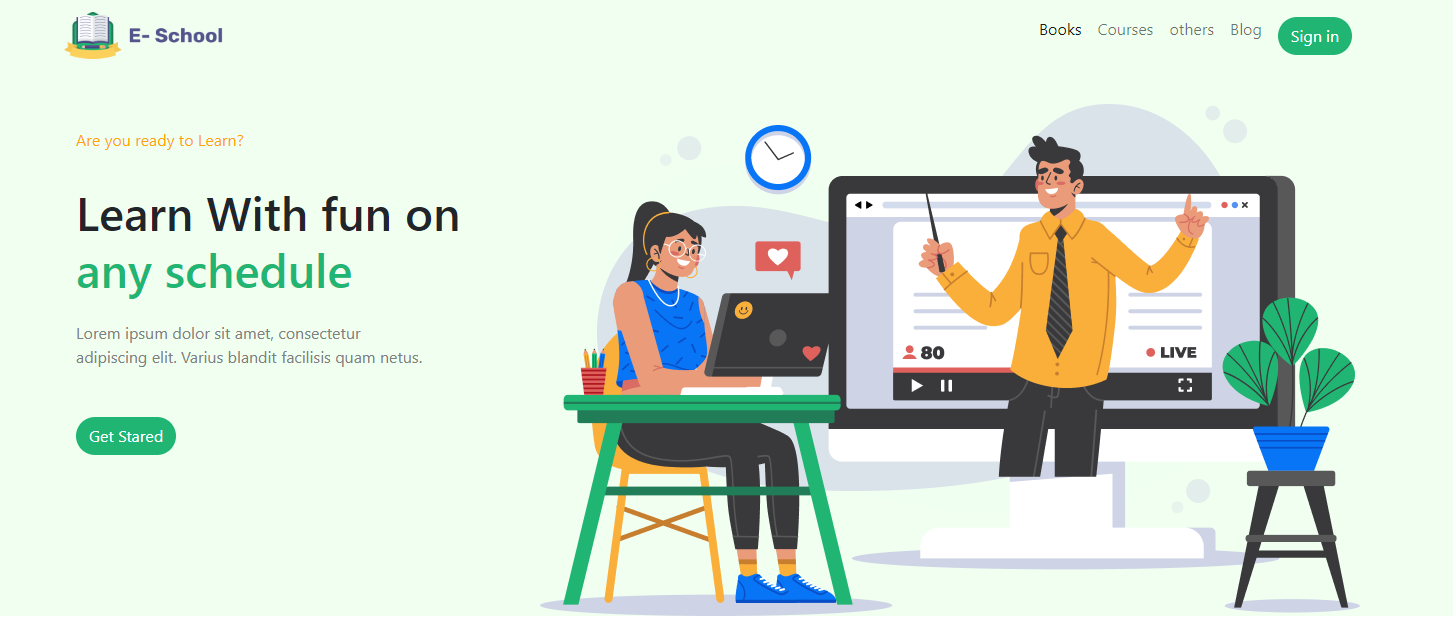 E- School
Books Courses others Blog Sign in
Are you ready to Learn?
Learn With fun on
any schedule
Lorem ipsum dolor sit amet, consectetur
adipiscing elit. Varius blandit facilisis quam netus.
Get Stared
80
LIVE